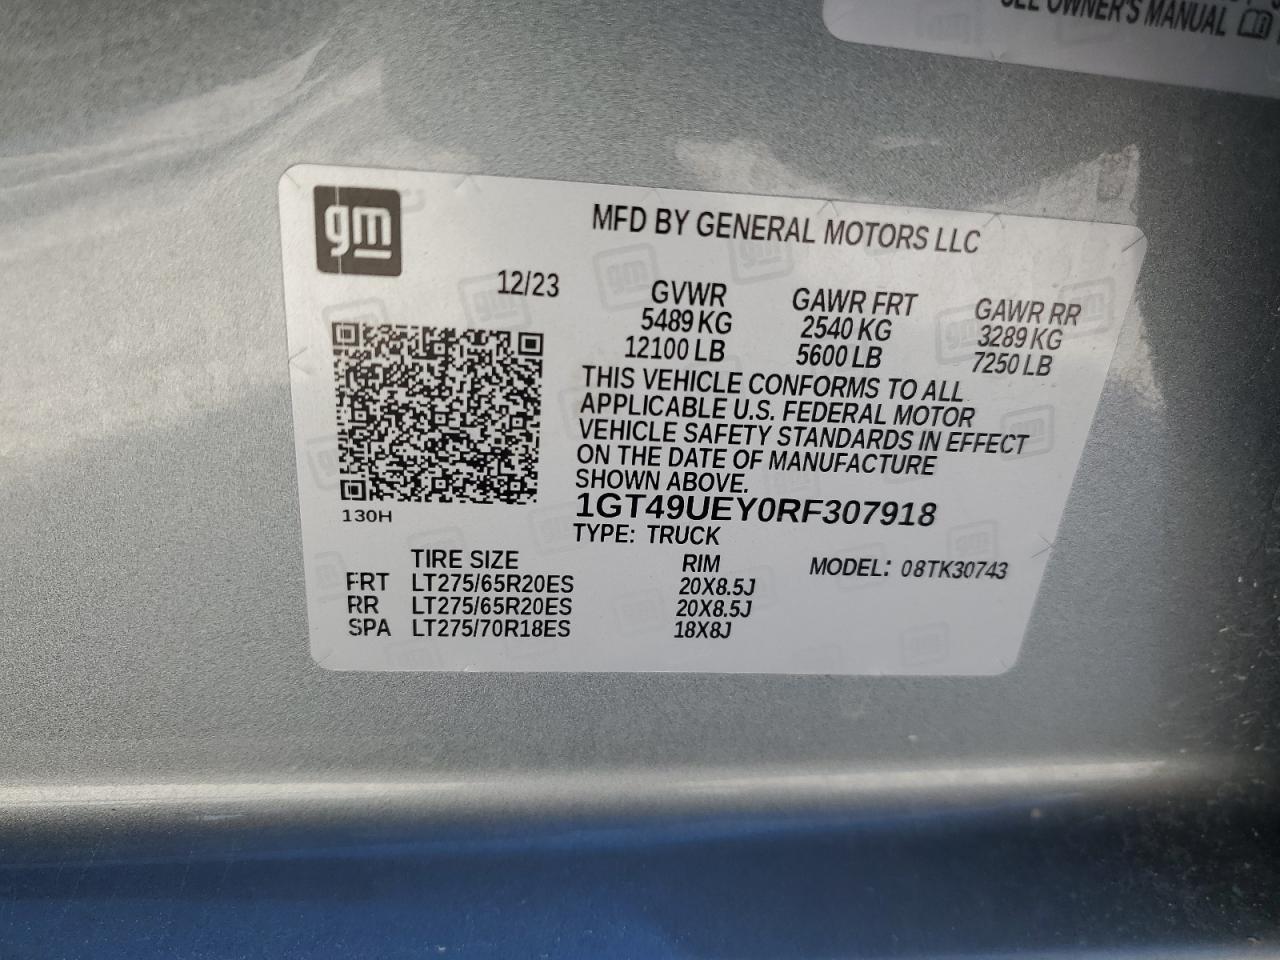 SEE OWNER'S MANUAL
gm
MFD BY GENERAL MOTORS LLC
12/23
GVWR GAWR FRT GAWR RR
5489 KG 2540 KG 3289 KG
12100 LB 5600 LB 7250 LB
THIS VEHICLE CONFORMS TO ALL
APPLICABLE U.S. FEDERAL MOTOR
VEHICLE SAFETY STANDARDS IN EFFECT
ON THE DATE OF MANUFACTURE
SHOWN ABOVE.
1GT49UEY0RF307918
130H
TYPE: TRUCK
TIRE SIZE RIM MODEL: 08TK30743
FRT LT275/65R20ES 20X8.5J
RR LT275/65R20ES 20X8.5J
SPA LT275/70R18ES 18X8J